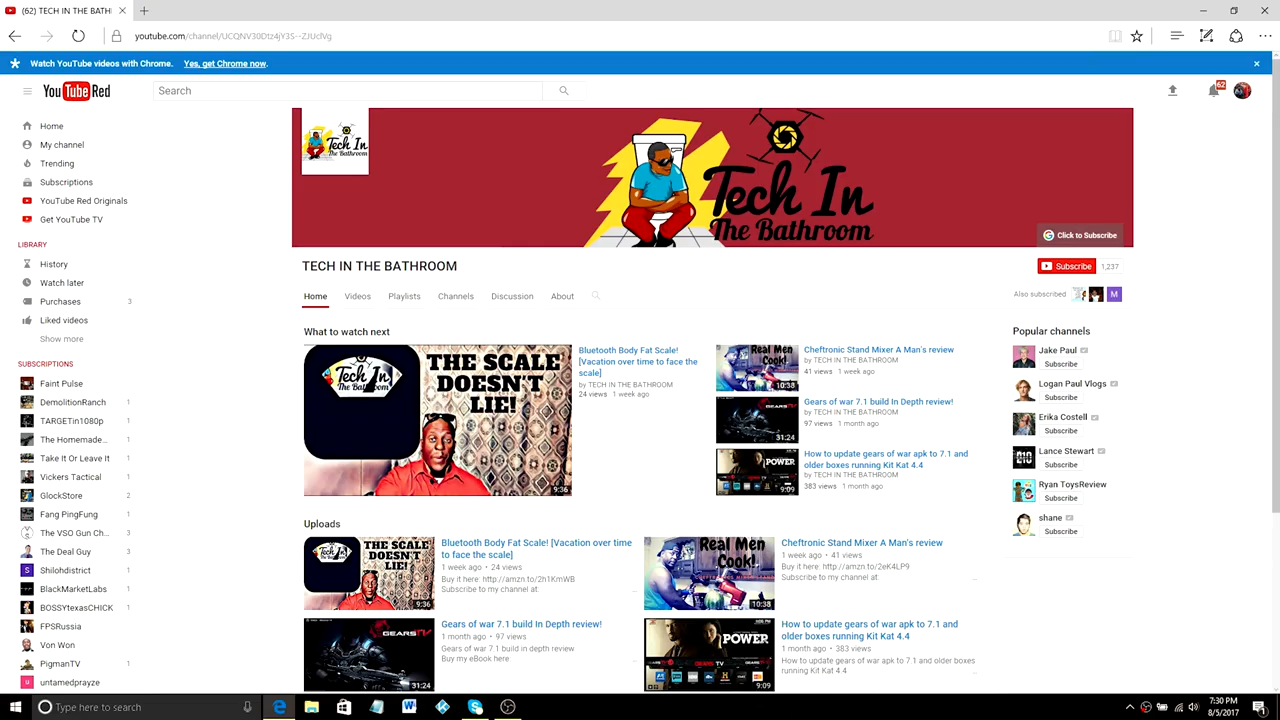 (62) TECH IN THE BATH
youtube.com/channel/UCQNV30Dtz4jY3S--ZJUclVg
Watch YouTube videos with Chrome. Yes, get Chrome now.
YouTube Red
Search
62
Home
My channel
Trending
Subscriptions
YouTube Red Originals
Get YouTube TV
LIBRARY
History
Watch later
Purchases 3
Liked videos
Show more
SUBSCRIPTIONS
Faint Pulse
DemolitionRanch 1
TARGETin1080p 1
The Homemade... 1
Take It Or Leave It 1
Vickers Tactical 1
GlockStore 2
Fang PingFung 1
The VSO Gun Ch... 3
The Deal Guy 3
Shilohdistrict 1
BlackMarketLabs 1
BOSSYtexasCHICK 1
FPSRussia
Von Won
PigmanTV 1
untamedprayze
Tech In
The Bathroom
Tech In
The Bathroom
Click to Subscribe
TECH IN THE BATHROOM
Subscribe 1,237
Home Videos Playlists Channels Discussion About
Also subscribed M
What to watch next
Tech In
The Bathroom
THE SCALE
DOESN'T
LIE!
9:36
Bluetooth Body Fat Scale!
[Vacation over time to face the
scale]
by TECH IN THE BATHROOM
24 views 1 week ago
Real Men
Cook!
10:38
Cheftronic Stand Mixer A Man's review
by TECH IN THE BATHROOM
41 views 1 week ago
31:24
Gears of war 7.1 build In Depth review!
by TECH IN THE BATHROOM
97 views 1 month ago
POWER
9:09
How to update gears of war apk to 7.1 and
older boxes running Kit Kat 4.4
by TECH IN THE BATHROOM
383 views 1 month ago
Uploads
Tech In
THE SCALE
DOESN'T
LIE!
9:36
Bluetooth Body Fat Scale! [Vacation over time
to face the scale]
1 week ago • 24 views
Buy it here: http://amzn.to/2h1KmWB
Subscribe to my channel at:
Real Men
Cook!
10:38
Cheftronic Stand Mixer A Man's review
1 week ago • 41 views
Buy it here: http://amzn.to/2eK4LP9
Subscribe to my channel at:
GEARSTV
31:24
Gears of war 7.1 build In Depth review!
1 month ago • 97 views
Gears of war 7.1 build in depth review
Buy my eBook here
POWER
GEARS TV
9:09
How to update gears of war apk to 7.1 and
older boxes running Kit Kat 4.4
1 month ago • 383 views
How to update gears of war apk to 7.1 and older boxes
running Kit Kat 4.4
Popular channels
Jake Paul
Subscribe
Logan Paul Vlogs
Subscribe
Erika Costell
Subscribe
Lance Stewart
Subscribe
Ryan ToysReview
Subscribe
shane
Subscribe
Type here to search
7:30 PM
8/5/2017